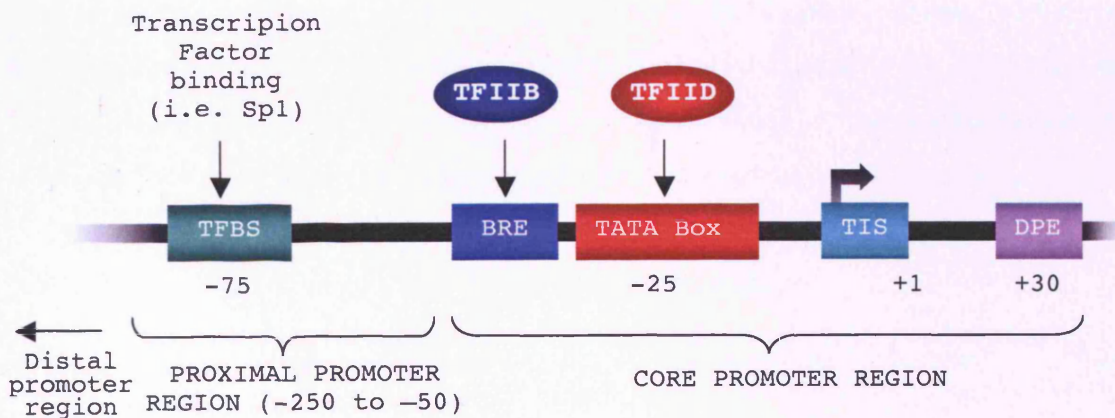 Transcripion
Factor
binding
(i.e. Sp1)
TFIIB
TFIID
TFBS
BRE
TATA Box
TIS
DPE
-75
-25
+1
+30
Distal
promoter
region
PROXIMAL PROMOTER
REGION (-250 to –50)
CORE PROMOTER REGION